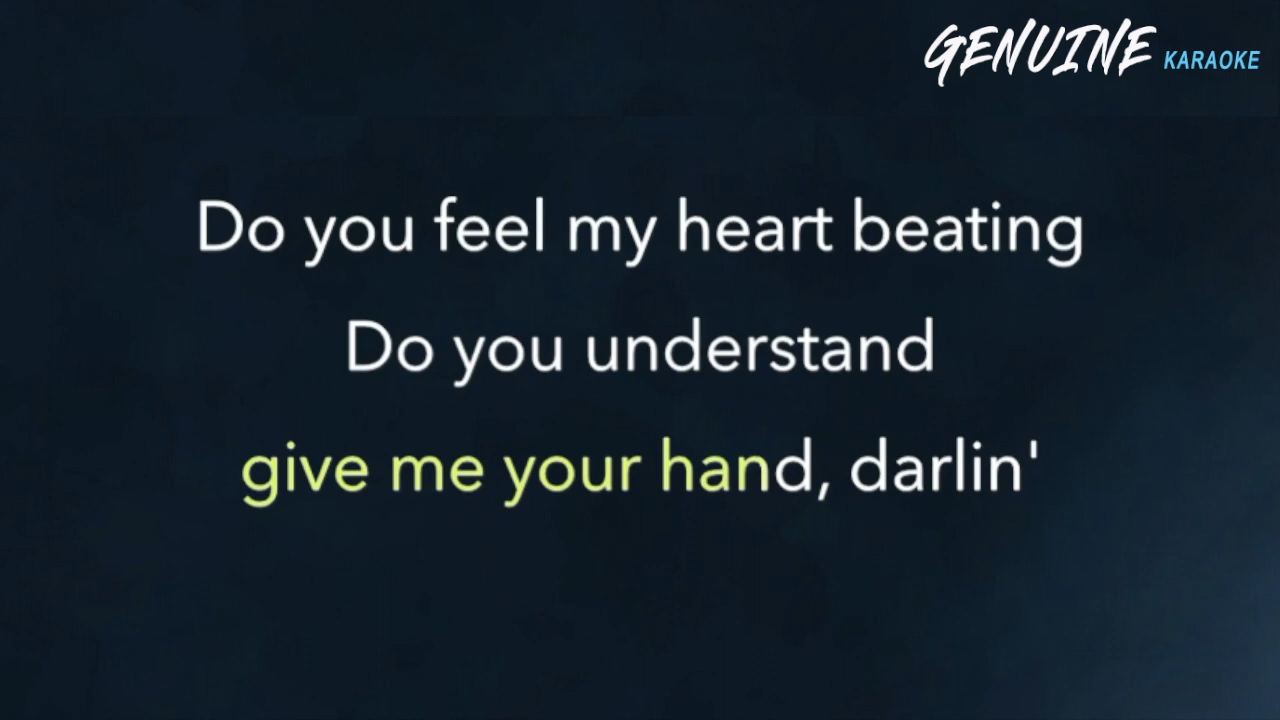 GENUINE KARAOKE
Do you feel my heart beating
Do you understand
give me your hand, darlin'